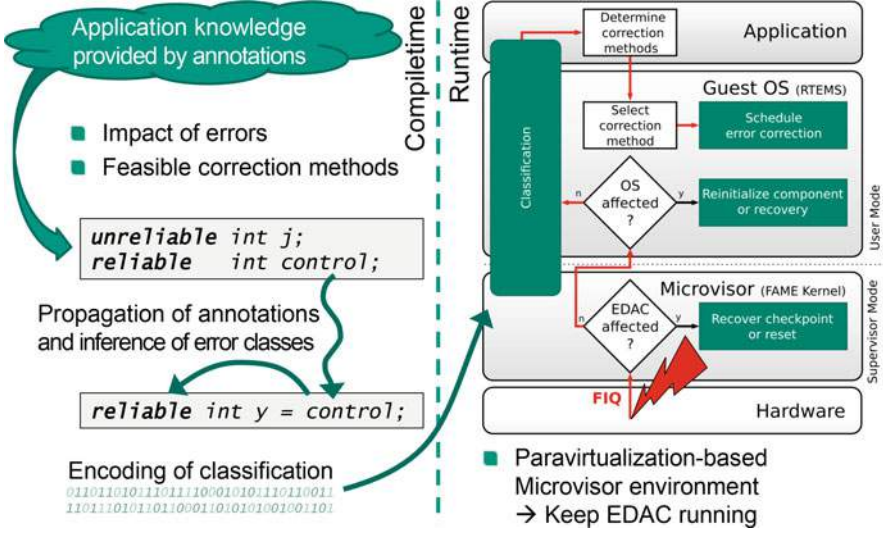 Application knowledge
provided by annotations
Impact of errors
Feasible correction methods
unreliable int j;
reliable int control;
Propagation of annotations
and inference of error classes
reliable int y = control;
Encoding of classification
Compiletime
Runtime
Application
Determine
correction
methods
Guest OS (RTEMS)
Select
correction
method
Schedule
error correction
Classification
OS
affected
?
n
y
Reinitialize component
or recovery
User Mode
Supervisor Mode
Microvisor (FAME Kernel)
EDAC
affected
?
n
y
Recover checkpoint
or reset
FIQ
Hardware
Paravirtualization-based
Microvisor environment
→ Keep EDAC running